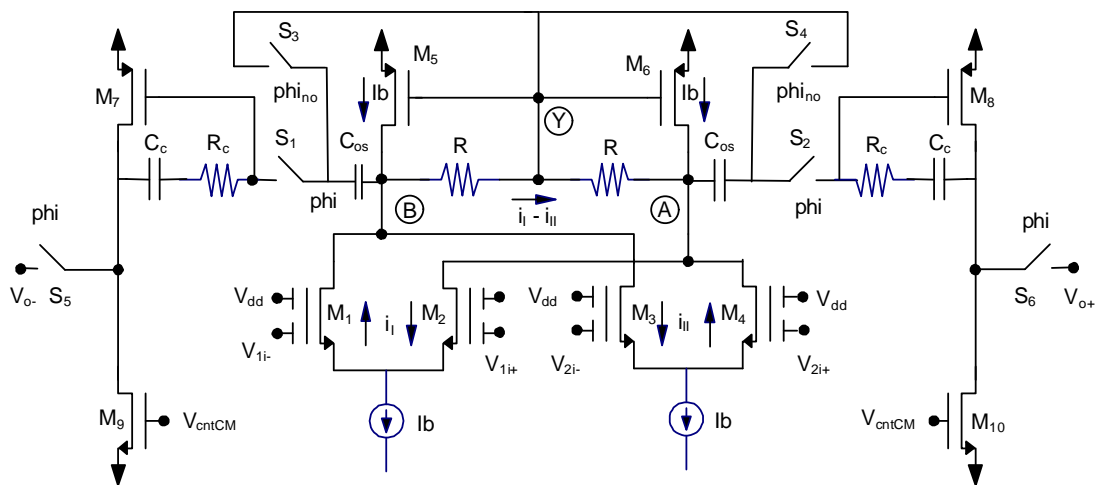 S3 S4
M5 M6
M7 Ib Ib M8
phino phino
Y
Cc Rc S1 Cos R R Cos S2 Rc Cc
phi B iI - iII A phi
phi phi
Vo- S5 S6 Vo+
Vdd M1 iI M2 Vdd M3 iII M4 Vdd
V1i- V1i+ V2i- V2i+
M9 VcntCM Ib Ib VcntCM M10